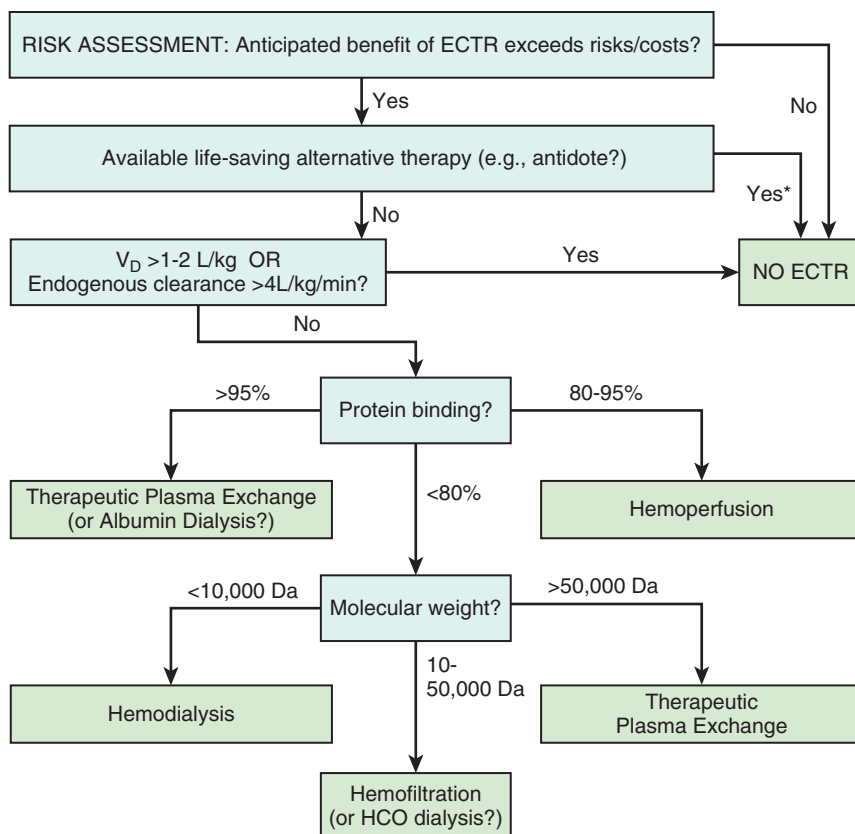 RISK ASSESSMENT: Anticipated benefit of ECTR exceeds risks/costs?
Yes
No
Available life-saving alternative therapy (e.g., antidote?)
Yes*
No
V_D >1-2 L/kg OR
Endogenous clearance >4L/kg/min?
Yes
NO ECTR
No
>95%
Protein binding?
80-95%
Therapeutic Plasma Exchange
(or Albumin Dialysis?)
<80%
Hemoperfusion
<10,000 Da
Molecular weight?
>50,000 Da
10-
50,000 Da
Hemodialysis
Therapeutic
Plasma Exchange
Hemofiltration
(or HCO dialysis?)